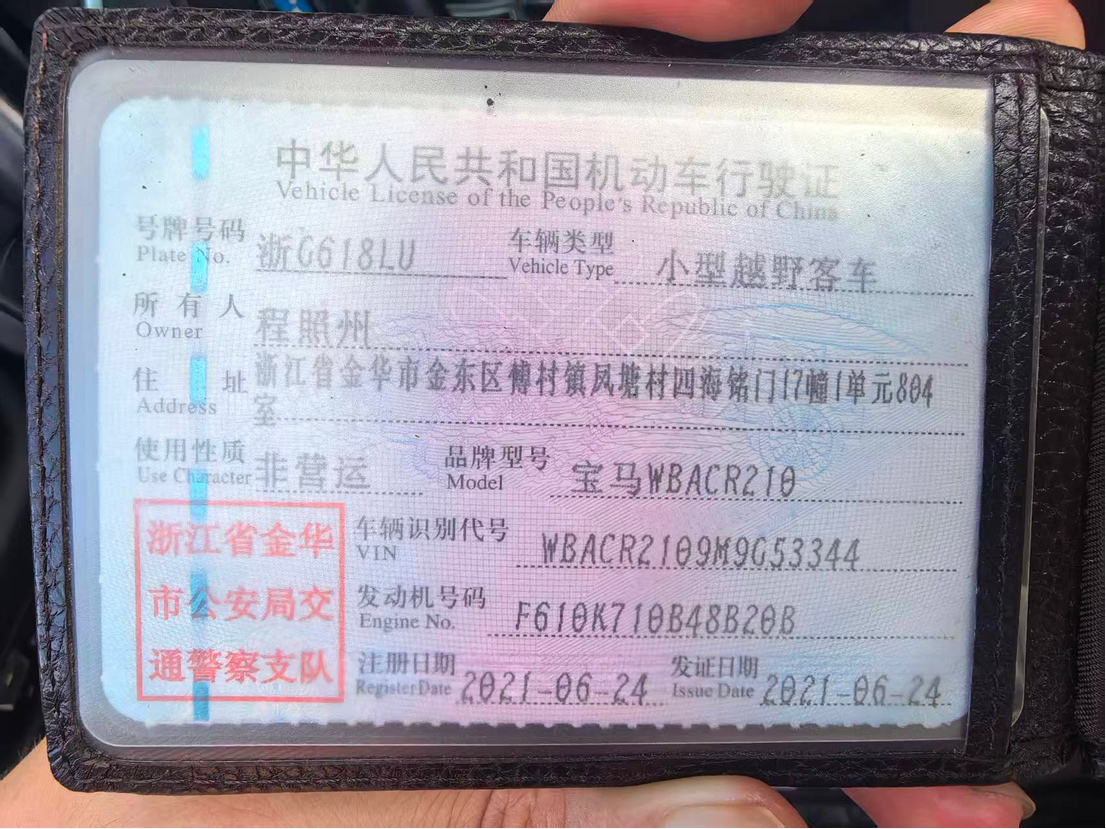 中华人民共和国机动车行驶证
Vehicle License of the People's Republic of China
号牌号码 浙G618LU 车辆类型 小型越野客车
Plate No. Vehicle Type
所有人 程照州
Owner
住址 浙江省金华市金东区傅村镇凤塘村四海铭门17幢1单元804
Address 室
使用性质 非营运 品牌型号 宝马WBACR210
Use Character Model
浙江省金华
市公安局交
通警察支队
车辆识别代号 WBACR2109M9G53344
VIN
发动机号码 F610K710B48B20B
Engine No.
注册日期 2021-06-24 发证日期 2021-06-24
Register Date Issue Date